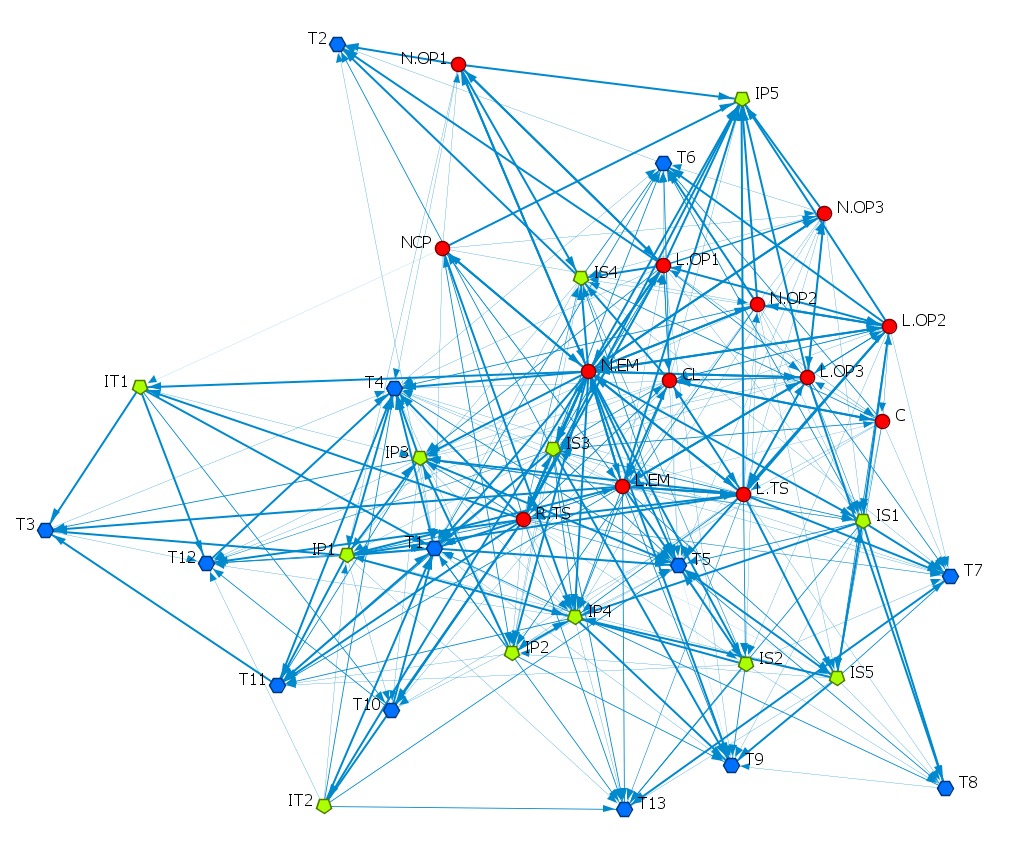 T2
N.OP1
IP5
T6
N.OP3
NCP
L.OP1
IS4
N.OP2
L.OP2
N.EM
CL
L.OP3
IT1
T4
C
IS3
IP3
L.EM
L.TS
R.TS
IS1
T3
T12
IP1
T1
T5
T7
IP4
IP2
IS2
IS5
T11
T10
T9
T8
IT2
T13